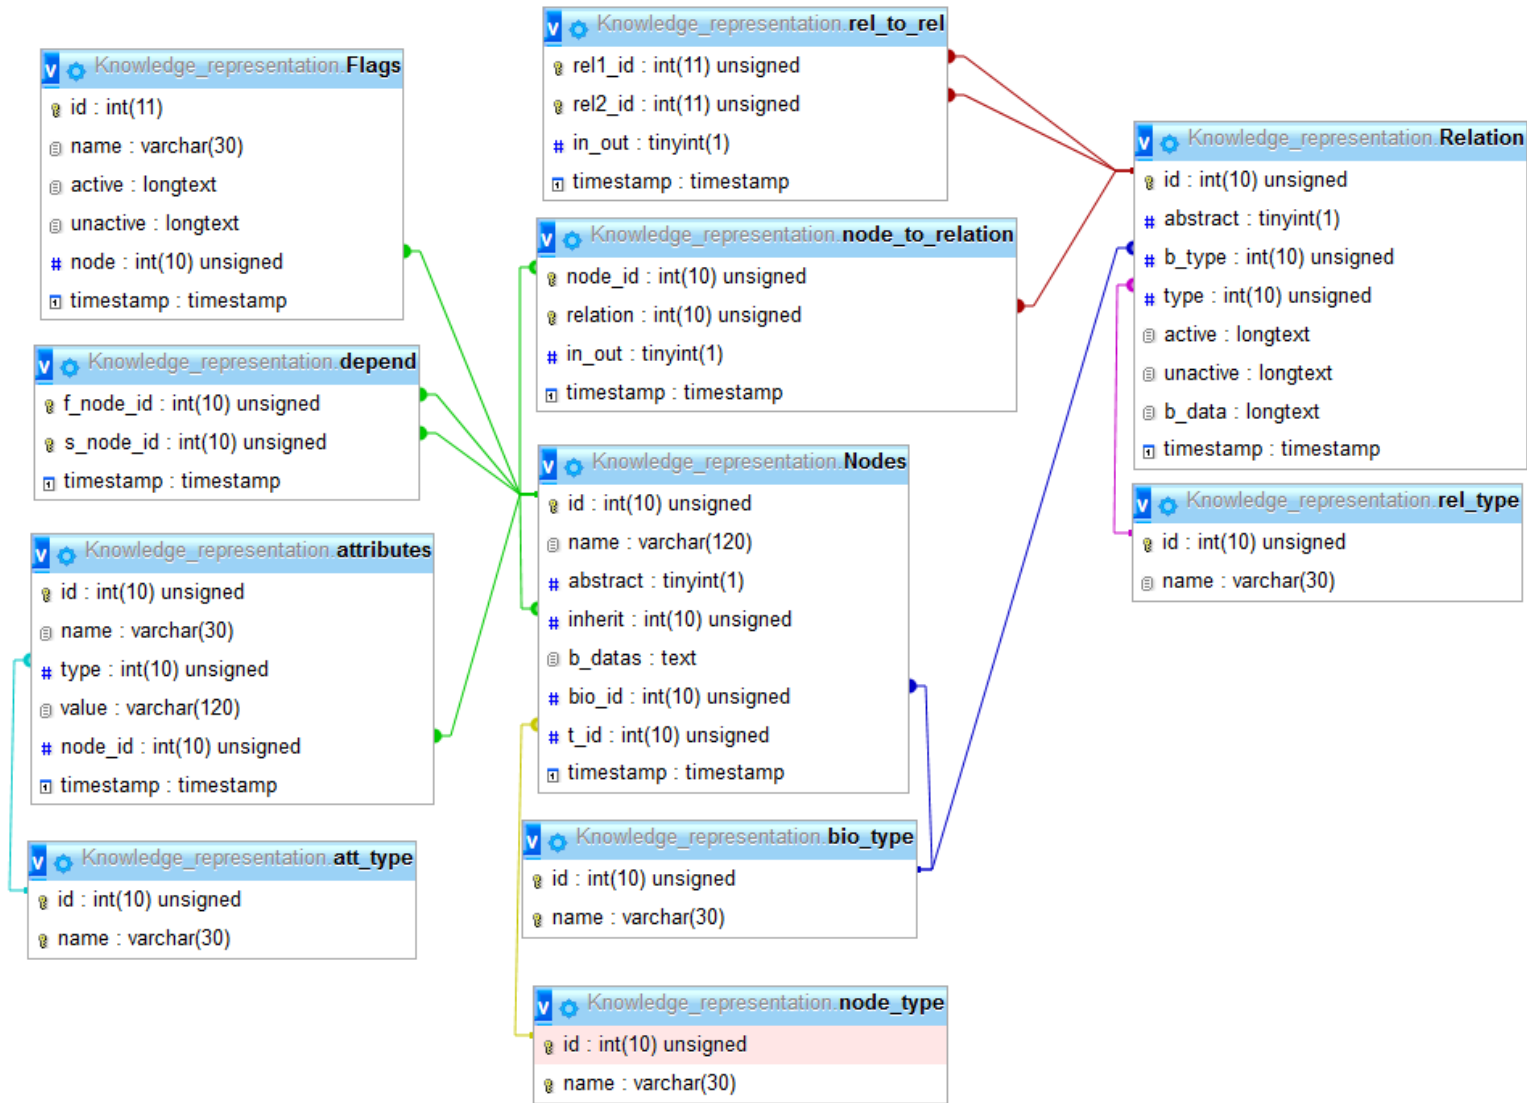 Knowledge_representation.Flags
id : int(11)
name : varchar(30)
active : longtext
unactive : longtext
node : int(10) unsigned
timestamp : timestamp
Knowledge_representation.depend
f_node_id : int(10) unsigned
s_node_id : int(10) unsigned
timestamp : timestamp
Knowledge_representation.attributes
id : int(10) unsigned
name : varchar(30)
type : int(10) unsigned
value : varchar(120)
node_id : int(10) unsigned
timestamp : timestamp
Knowledge_representation.att_type
id : int(10) unsigned
name : varchar(30)
Knowledge_representation.rel_to_rel
rel1_id : int(11) unsigned
rel2_id : int(11) unsigned
in_out : tinyint(1)
timestamp : timestamp
Knowledge_representation.node_to_relation
node_id : int(10) unsigned
relation : int(10) unsigned
in_out : tinyint(1)
timestamp : timestamp
Knowledge_representation.Nodes
id : int(10) unsigned
name : varchar(120)
abstract : tinyint(1)
inherit : int(10) unsigned
b_datas : text
bio_id : int(10) unsigned
t_id : int(10) unsigned
timestamp : timestamp
Knowledge_representation.bio_type
id : int(10) unsigned
name : varchar(30)
Knowledge_representation.node_type
id : int(10) unsigned
name : varchar(30)
Knowledge_representation.Relation
id : int(10) unsigned
abstract : tinyint(1)
b_type : int(10) unsigned
type : int(10) unsigned
active : longtext
unactive : longtext
b_data : longtext
timestamp : timestamp
Knowledge_representation.rel_type
id : int(10) unsigned
name : varchar(30)